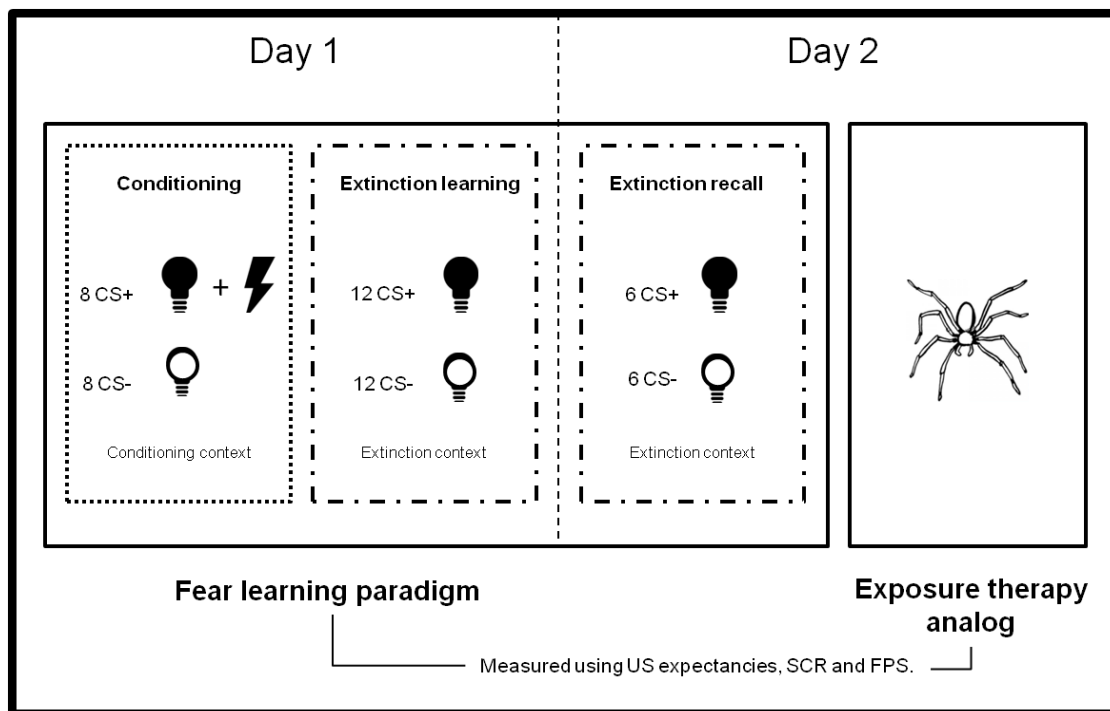 Day 1
Day 2
Conditioning
8 CS+
+
8 CS-
Conditioning context
Extinction learning
12 CS+
12 CS-
Extinction context
Extinction recall
6 CS+
6 CS-
Extinction context
Fear learning paradigm
Exposure therapy
analog
Measured using US expectancies, SCR and FPS.